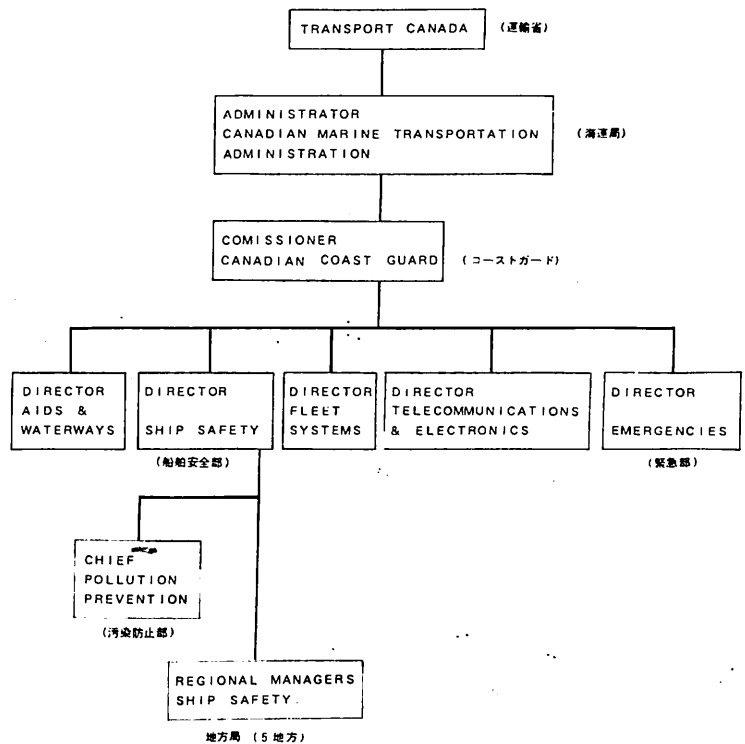 TRANSPORT CANADA (運輸省)
ADMINISTRATOR
CANADIAN MARINE TRANSPORTATION
ADMINISTRATION
(海運局)
COMISSIONER
CANADIAN COAST GUARD
(コーストガード)
DIRECTOR
AIDS &
WATERWAYS
DIRECTOR
SHIP SAFETY
(船舶安全部)
DIRECTOR
FLEET
SYSTEMS
DIRECTOR
TELECOMMUNICATIONS
& ELECTRONICS
DIRECTOR
EMERGENCIES
(緊急部)
CHIEF
POLLUTION
PREVENTION
(汚染防止部)
REGIONAL MANAGERS
SHIP SAFETY.
地方局 (5地方)